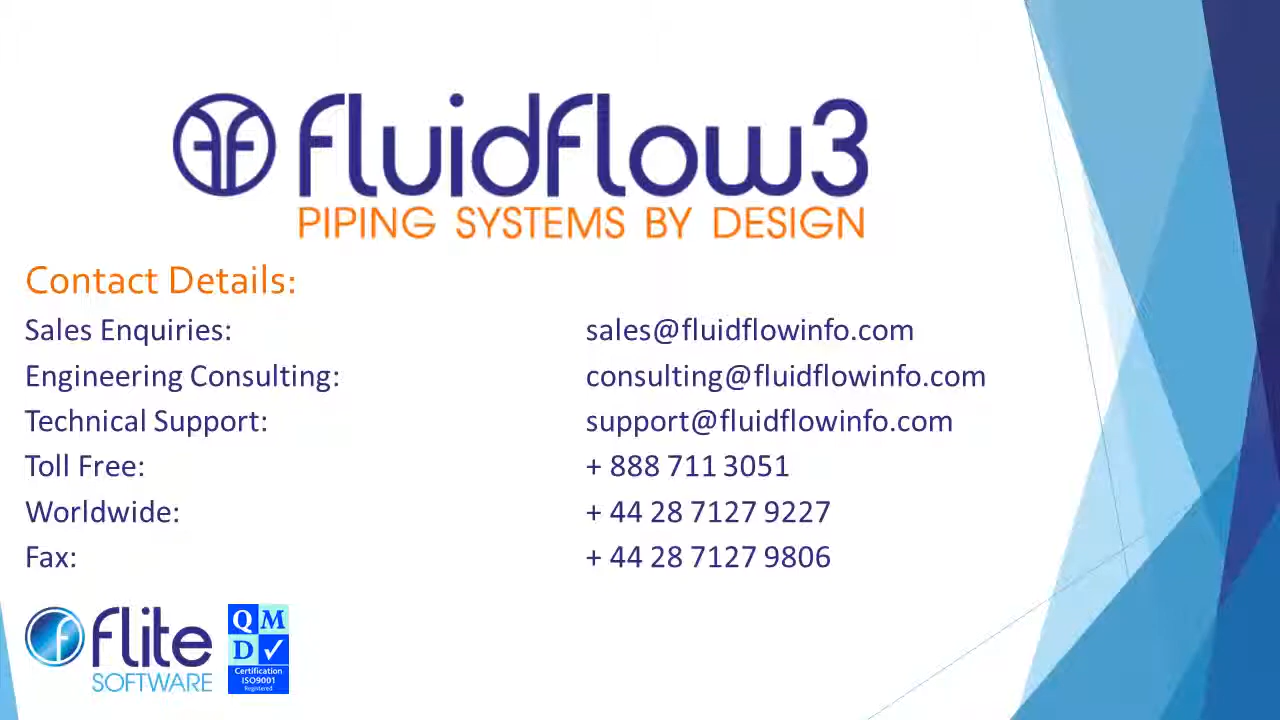 fluidflow3
PIPING SYSTEMS BY DESIGN
Contact Details:
Sales Enquiries: sales@fluidflowinfo.com
Engineering Consulting: consulting@fluidflowinfo.com
Technical Support: support@fluidflowinfo.com
Toll Free: + 888 711 3051
Worldwide: + 44 28 7127 9227
Fax: + 44 28 7127 9806
f flite
SOFTWARE
QM
D
Certification
ISO9001
Registered